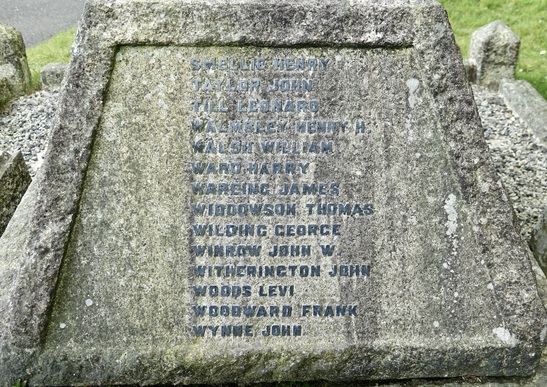 SMELLIE HENRY
TAYLOR JOHN
TILL LEONARD
WALMSLEY HENRY H.
WALSH WILLIAM
WARD HARRY
WAREING JAMES
WIDDOWSON THOMAS
WILDING GEORGE
WINROW JOHN W
WITHERINGTON JOHN
WOODS LEVI
WOODWARD FRANK
WYNNE JOHN